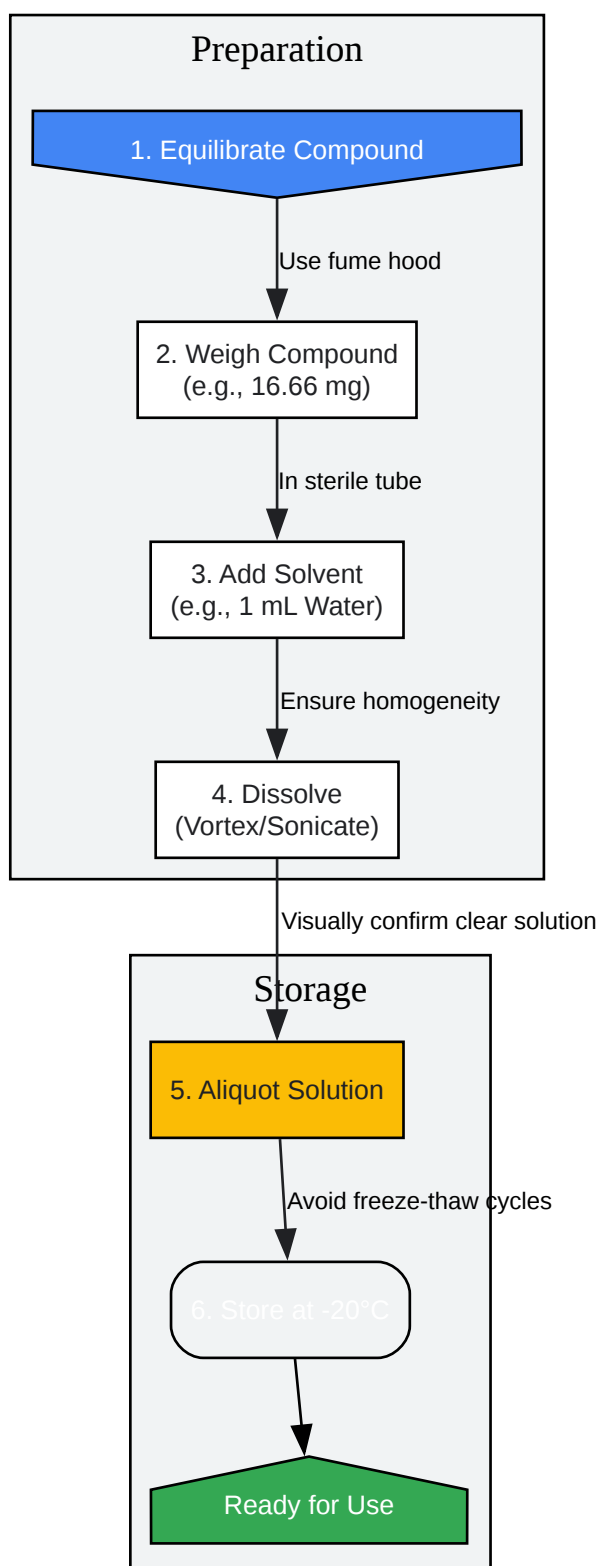 Preparation
1. Equilibrate Compound
Use fume hood
2. Weigh Compound
(e.g., 16.66 mg)
In sterile tube
3. Add Solvent
(e.g., 1 mL Water)
Ensure homogeneity
4. Dissolve
(Vortex/Sonicate)
Visually confirm clear solution
Storage
5. Aliquot Solution
Avoid freeze-thaw cycles
6. Store at -20°C
Ready for Use